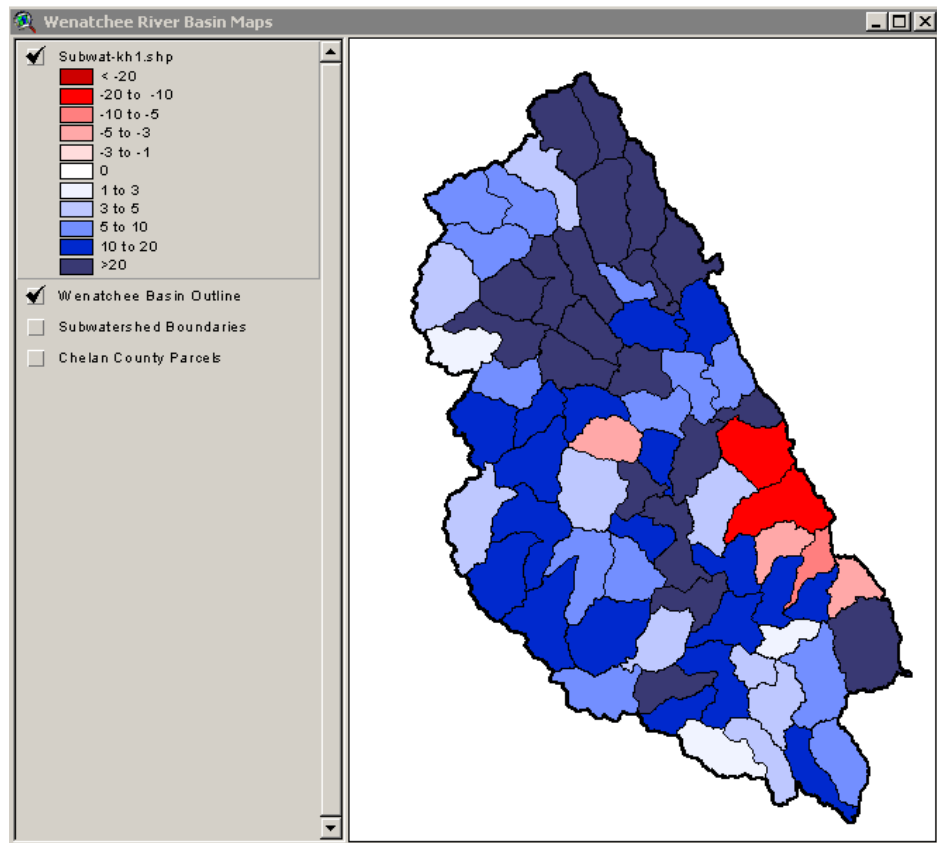 Wenatchee River Basin Maps
Subwat-kh1.shp
< -20
-20 to -10
-10 to -5
-5 to -3
-3 to -1
0
1 to 3
3 to 5
5 to 10
10 to 20
>20
Wenatchee Basin Outline
Subwatershed Boundaries
Chelan County Parcels